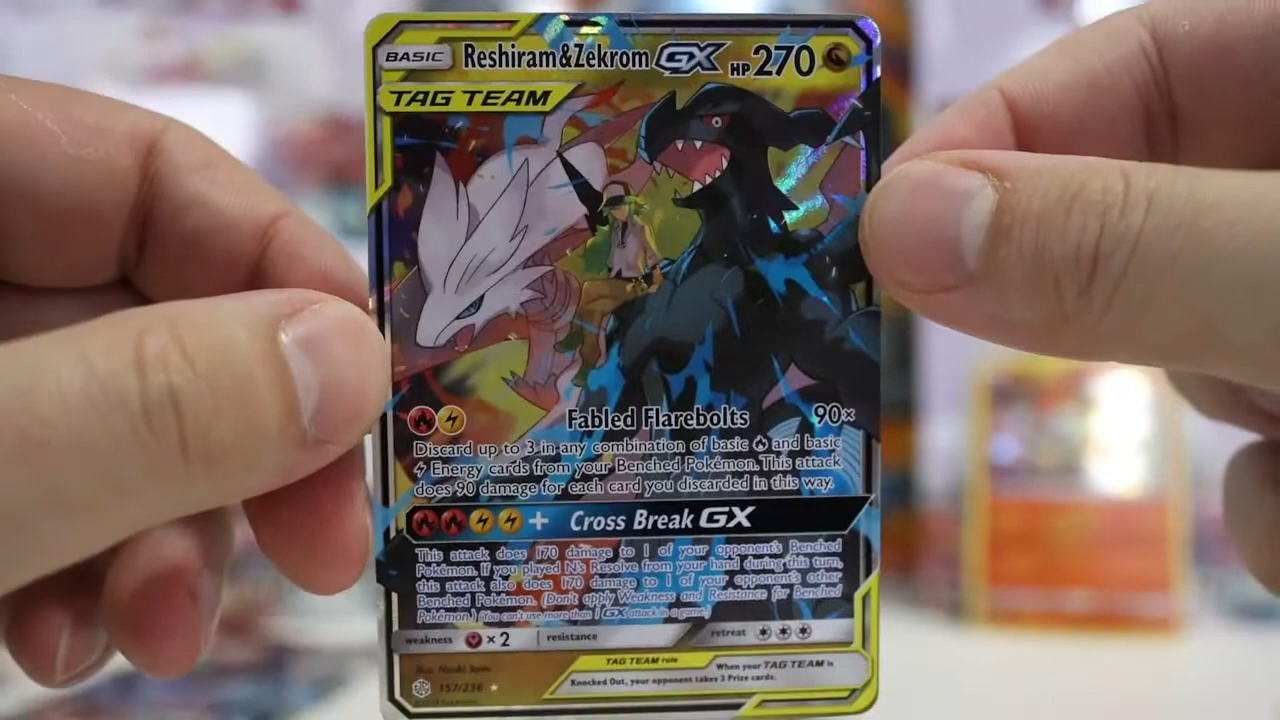 BASIC Reshiram&Zekrom GX HP 270
TAG TEAM
Fabled Flarebolts 90×
Discard up to 3 in any combination of basic and basic
Energy cards from your Benched Pokémon. This attack
does 90 damage for each card you discarded in this way.
+ Cross Break GX
This attack does 170 damage to 1 of your opponent's Benched
Pokémon. If you played N's Resolve from your hand during this turn,
this attack also does 170 damage to 1 of your opponent's other
Benched Pokémon. (Don't apply Weakness and Resistance for Benched
Pokémon.) (You can't use more than 1 GX attack in a game.)
weakness ×2 resistance retreat
TAG TEAM rule When your TAG TEAM is
Knocked Out, your opponent takes 3 Prize cards.
Illus. Naoki Saito
157/236